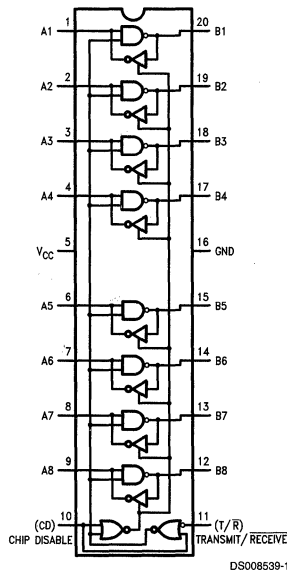 1 20
A1 B1
2 19
A2 B2
3 18
A3 B3
4 17
A4 B4
5 16
VCC GND
6 15
A5 B5
7 14
A6 B6
8 13
A7 B7
9 12
A8 B8
10 11
(CD) (T/R̅)
CHIP DISABLE TRANSMIT/R̅E̅C̅E̅I̅V̅E̅
DS008539-1